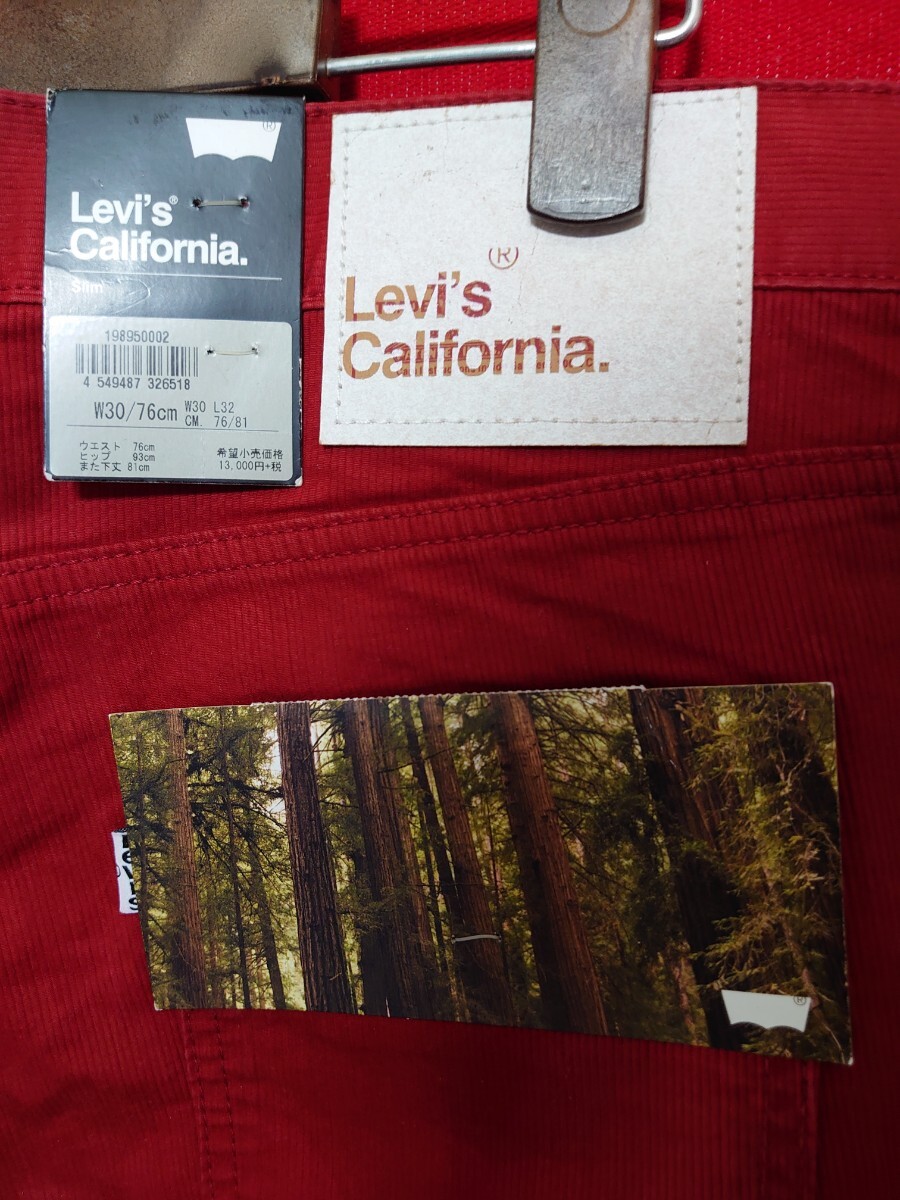 ®
Levi's®
California.
Slim
198950002
4 549487 326518
W30/76cm W30 L32
CM. 76/81
ウエスト 76cm
ヒップ 93cm
また下丈 81cm
希望小売価格
13,000円+税
®
Levi's
California.
Levi's
®
®